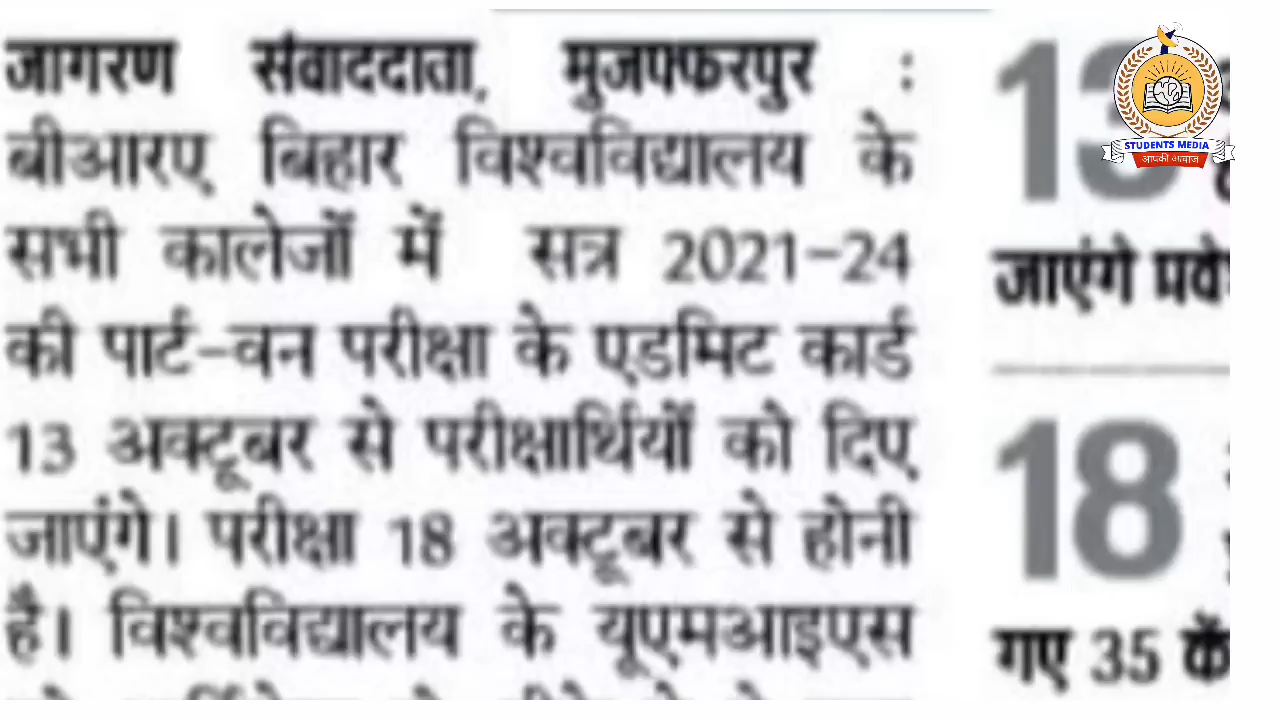 जागरण संवाददाता, मुजफ्फरपुर :
बीआरए बिहार विश्वविद्यालय के
सभी कालेजों में सत्र 2021-24
की पार्ट-वन परीक्षा के एडमिट कार्ड
13 अक्टूबर से परीक्षार्थियों को दिए
जाएंगे। परीक्षा 18 अक्टूबर से होनी
है। विश्वविद्यालय के यूएमआइएस
13
जाएंगे
18
गए 35
STUDENTS MEDIA
आपकी आवाज